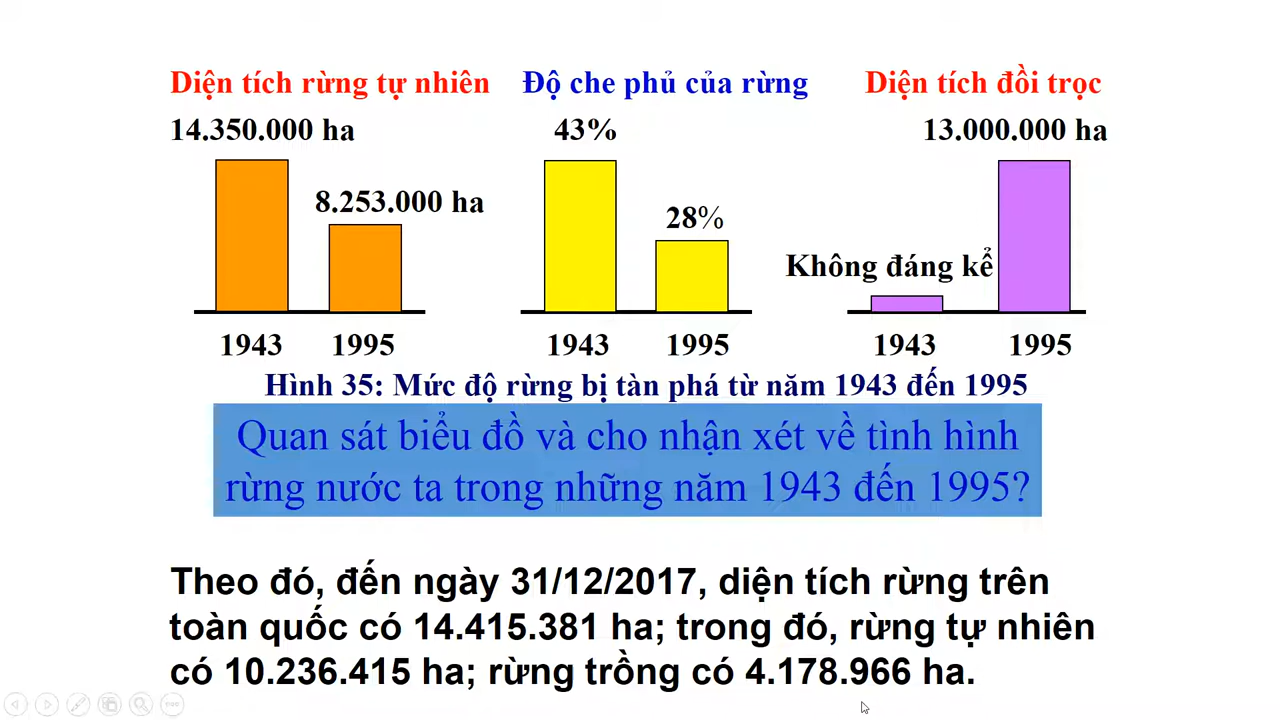 Diện tích rừng tự nhiên
Độ che phủ của rừng
Diện tích đồi trọc
14.350.000 ha
43%
13.000.000 ha
8.253.000 ha
28%
Không đáng kể
1943 1995
1943 1995
1943 1995
Hình 35: Mức độ rừng bị tàn phá từ năm 1943 đến 1995
Quan sát biểu đồ và cho nhận xét về tình hình
rừng nước ta trong những năm 1943 đến 1995?
Theo đó, đến ngày 31/12/2017, diện tích rừng trên
toàn quốc có 14.415.381 ha; trong đó, rừng tự nhiên
có 10.236.415 ha; rừng trồng có 4.178.966 ha.